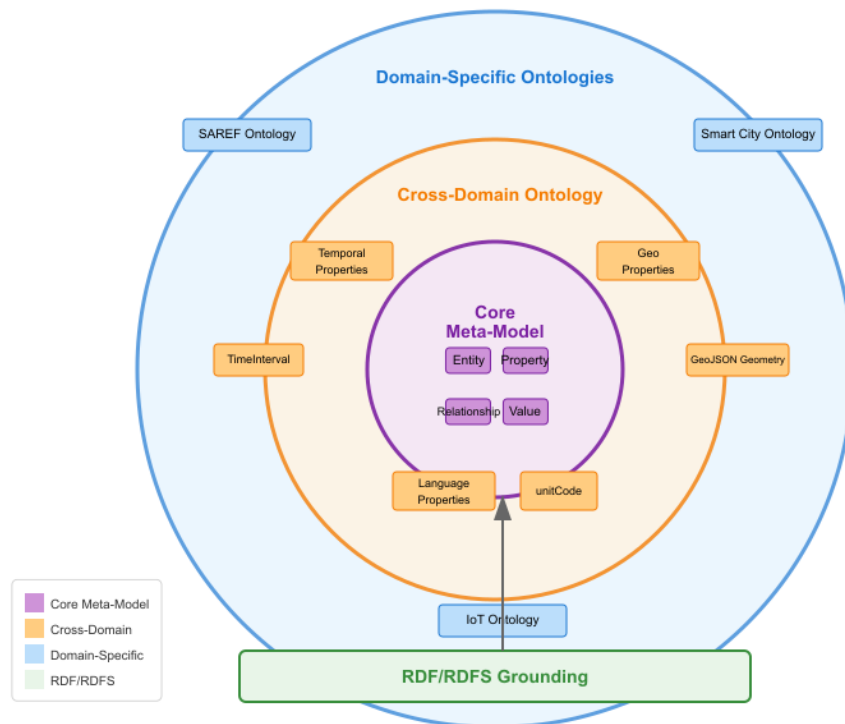 Domain-Specific Ontologies
SAREF Ontology
Smart City Ontology
Cross-Domain Ontology
Temporal
Properties
Geo
Properties
Core
Meta-Model
TimeInterval
Entity
Property
GeoJSON Geometry
Relationship
Value
Language
Properties
unitCode
IoT Ontology
RDF/RDFS Grounding
Core Meta-Model
Cross-Domain
Domain-Specific
RDF/RDFS